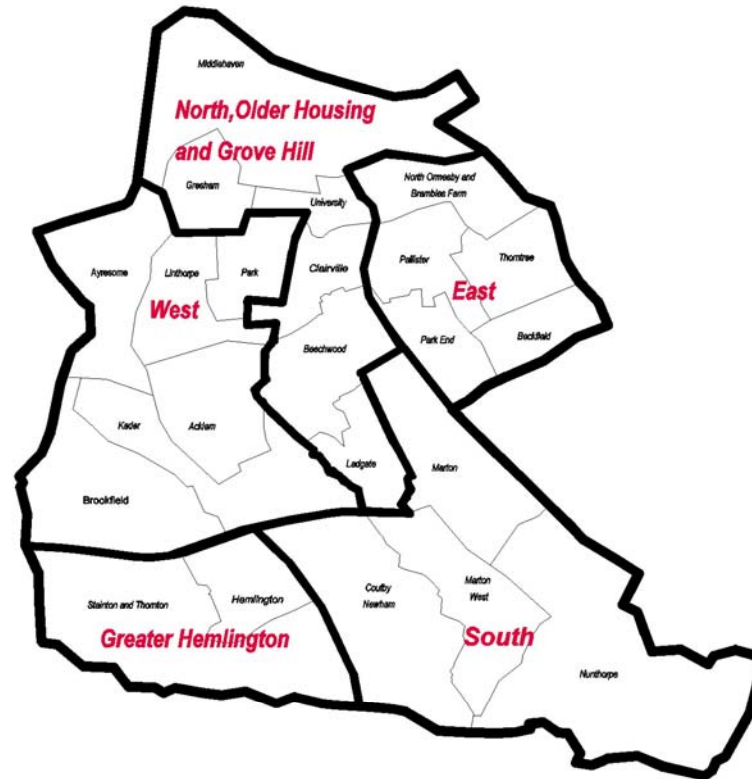 Middlehaven
North,Older Housing
and Grove Hill
Gresham
University
North Ormesby and
Brambles Farm
Ayresome
Linthorpe
Park
Clairville
Pallister
Thorntree
West
East
Beechwood
Park End
Beckfield
Kader
Acklam
Ladgate
Marton
Brookfield
Stainton and Thornton
Hemlington
Coulby
Newham
Marton
West
Greater Hemlington
South
Nunthorpe